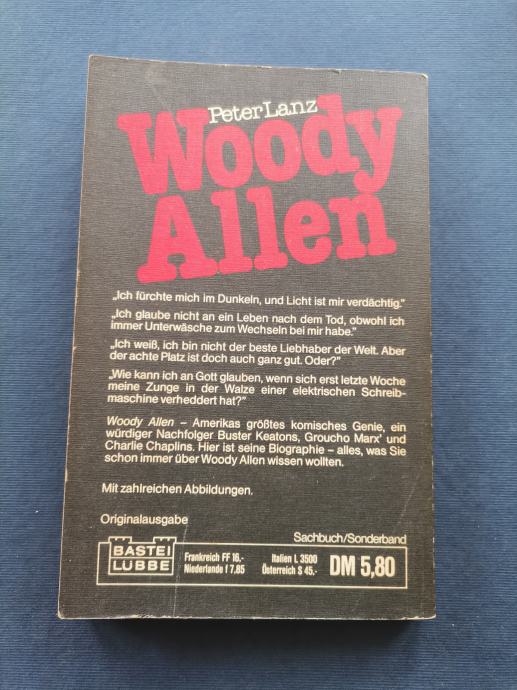 Peter Lanz
Woody
Allen
„Ich fürchte mich im Dunkeln, und Licht ist mir verdächtig."
„Ich glaube nicht an ein Leben nach dem Tod, obwohl ich
immer Unterwäsche zum Wechseln bei mir habe."
„Ich weiß, ich bin nicht der beste Liebhaber der Welt. Aber
der achte Platz ist doch auch ganz gut. Oder?"
„Wie kann ich an Gott glauben, wenn sich erst letzte Woche
meine Zunge in der Walze einer elektrischen Schreib-
maschine verheddert hat?"
Woody Allen – Amerikas größtes komisches Genie, ein
würdiger Nachfolger Buster Keatons, Groucho Marx' und
Charlie Chaplins. Hier ist seine Biographie – alles, was Sie
schon immer über Woody Allen wissen wollten.
Mit zahlreichen Abbildungen.
Originalausgabe
Sachbuch/Sonderband
BASTEI
LÜBBE
Frankreich FF 16,-
Niederlande f 7,85
Italien L 3500
Österreich S 45,-
DM 5,80